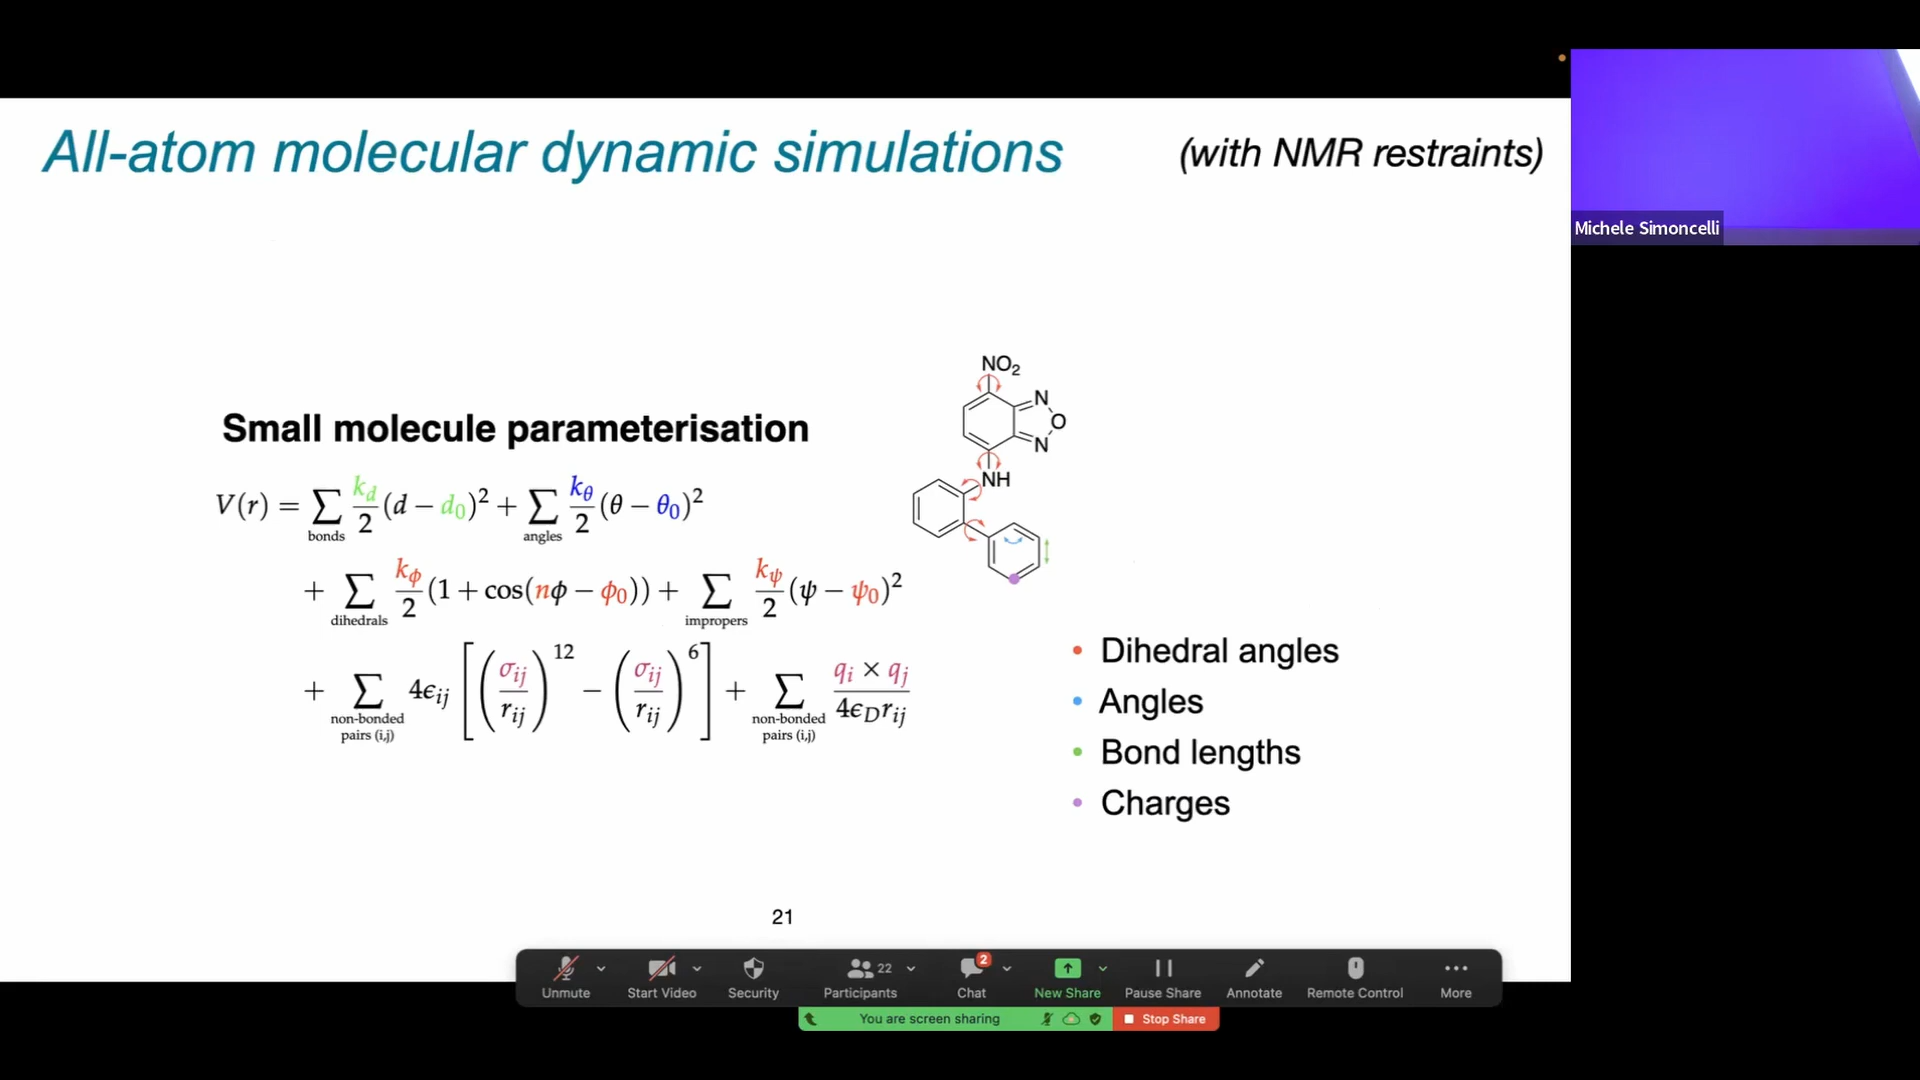 All-atom molecular dynamic simulations (with NMR restraints)
Michele Simoncelli
NO2
N
O
N
NH
Small molecule parameterisation
V(r) = ∑ bonds k_d/2 (d − d_0)^2 + ∑ angles k_θ/2 (θ − θ_0)^2
+ ∑ dihedrals k_ϕ/2 (1 + cos(nϕ − ϕ_0)) + ∑ impropers k_ψ/2 (ψ − ψ_0)^2
+ ∑ non-bonded pairs (i,j) 4ϵ_ij [(σ_ij/r_ij)^12 − (σ_ij/r_ij)^6] + ∑ non-bonded pairs (i,j) q_i × q_j / 4ϵ_D r_ij
• Dihedral angles
• Angles
• Bond lengths
• Charges
21
22
2
Unmute Start Video Security Participants Chat New Share Pause Share Annotate Remote Control More
You are screen sharing Stop Share